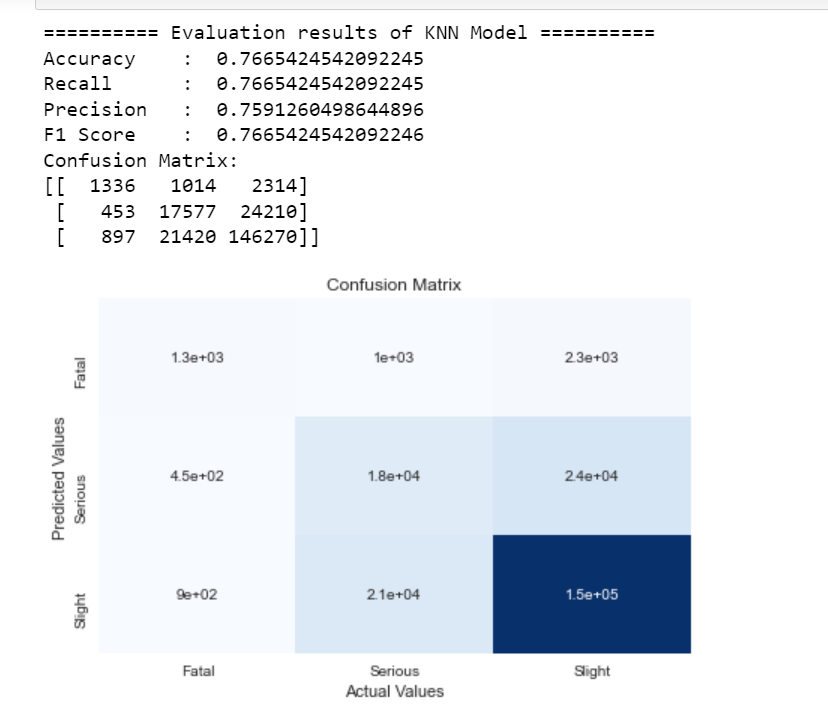 ========== Evaluation results of KNN Model ==========
Accuracy    :  0.7665424542092245
Recall      :  0.7665424542092245
Precision   :  0.7591260498644896
F1 Score    :  0.7665424542092246
Confusion Matrix:
[[  1336   1014   2314]
 [   453  17577  24210]
 [   897  21420 146270]]
Confusion Matrix
Fatal
1.3e+03 1e+03 2.3e+03
Predicted Values
Serious
4.5e+02 1.8e+04 2.4e+04
Slight
9e+02 2.1e+04 1.5e+05
Fatal Serious Slight
Actual Values